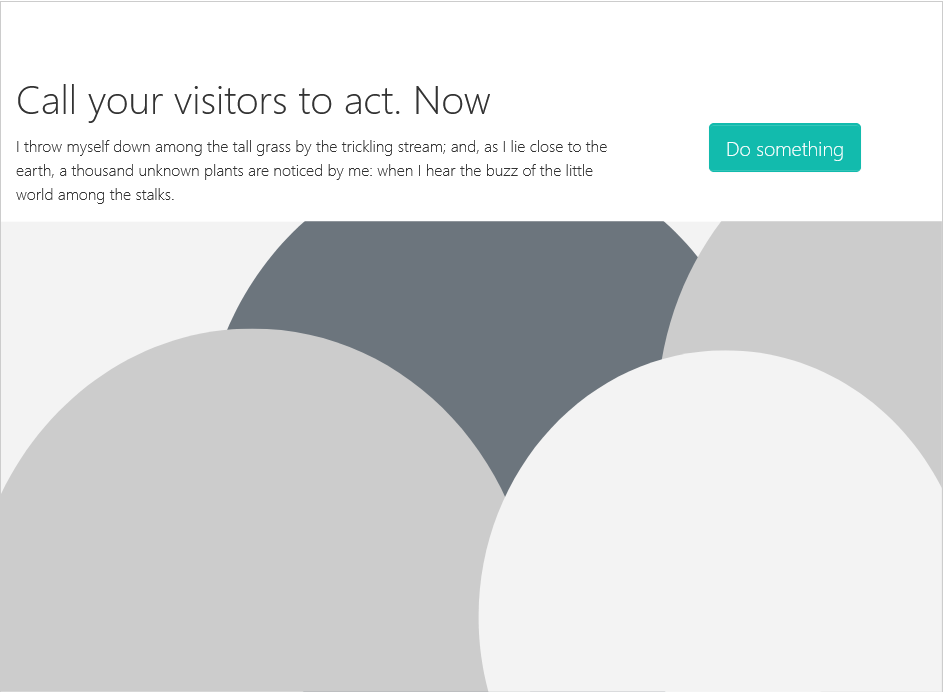 Call your visitors to act. Now
I throw myself down among the tall grass by the trickling stream; and, as I lie close to the
earth, a thousand unknown plants are noticed by me: when I hear the buzz of the little
world among the stalks.
Do something